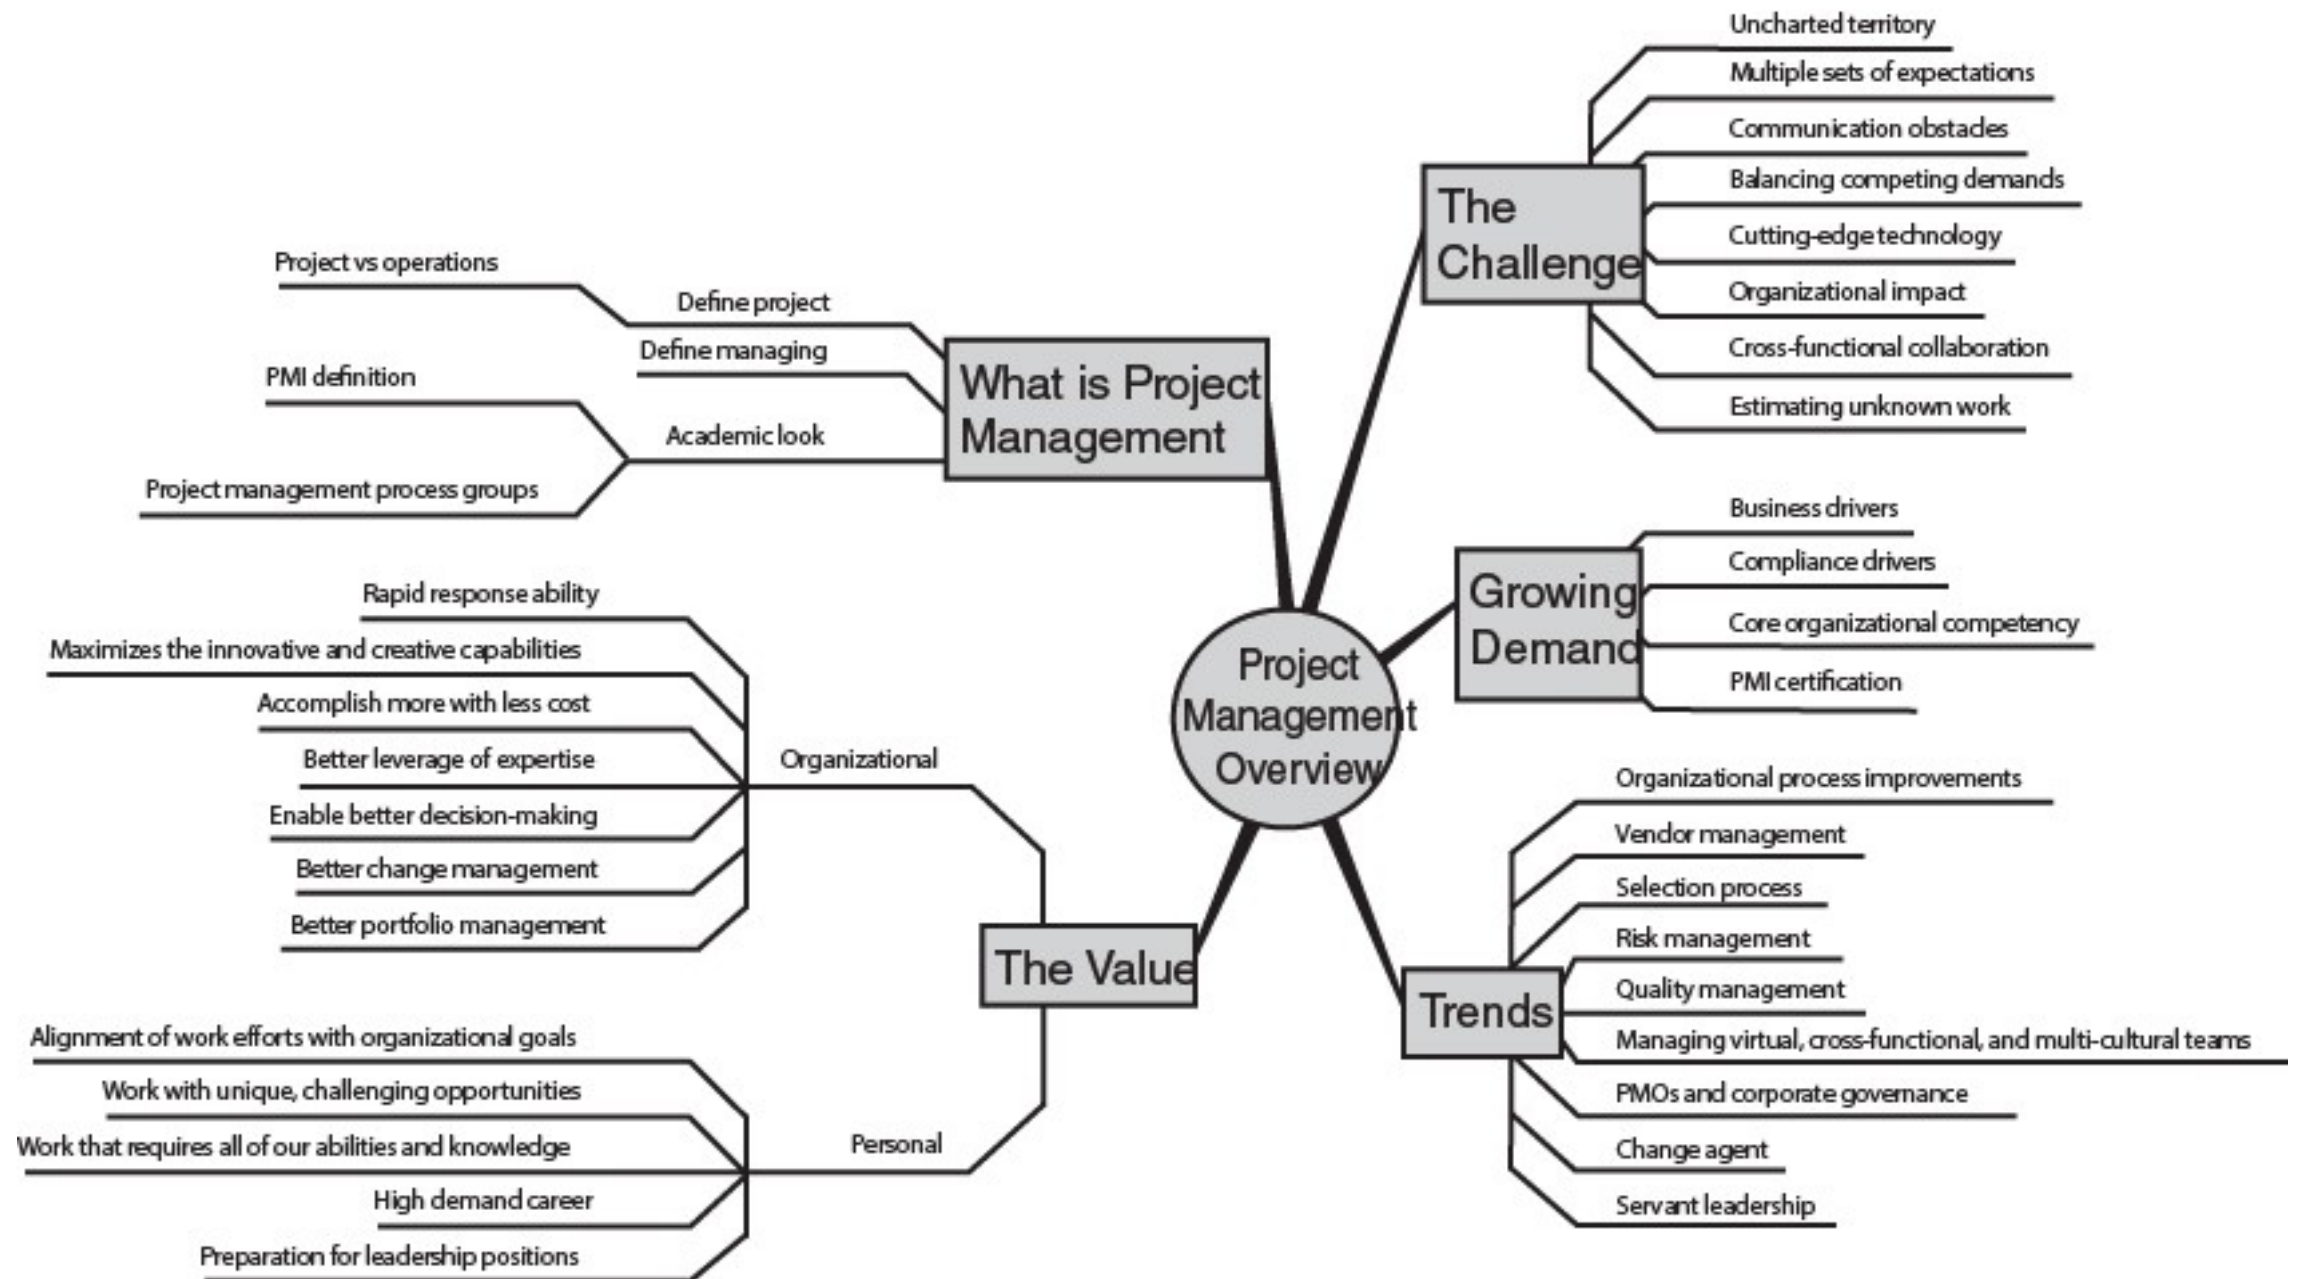 Project
Management
Overview
What is Project
Management
Define project
Project vs operations
Define managing
Academic look
PMI definition
Project management process groups
The
Challenge
Uncharted territory
Multiple sets of expectations
Communication obstacles
Balancing competing demands
Cutting-edge technology
Organizational impact
Cross-functional collaboration
Estimating unknown work
Growing
Demand
Business drivers
Compliance drivers
Core organizational competency
PMI certification
Trends
Organizational process improvements
Vendor management
Selection process
Risk management
Quality management
Managing virtual, cross-functional, and multi-cultural teams
PMOs and corporate governance
Change agent
Servant leadership
The Value
Organizational
Rapid response ability
Maximizes the innovative and creative capabilities
Accomplish more with less cost
Better leverage of expertise
Enable better decision-making
Better change management
Better portfolio management
Personal
Alignment of work efforts with organizational goals
Work with unique, challenging opportunities
Work that requires all of our abilities and knowledge
High demand career
Preparation for leadership positions